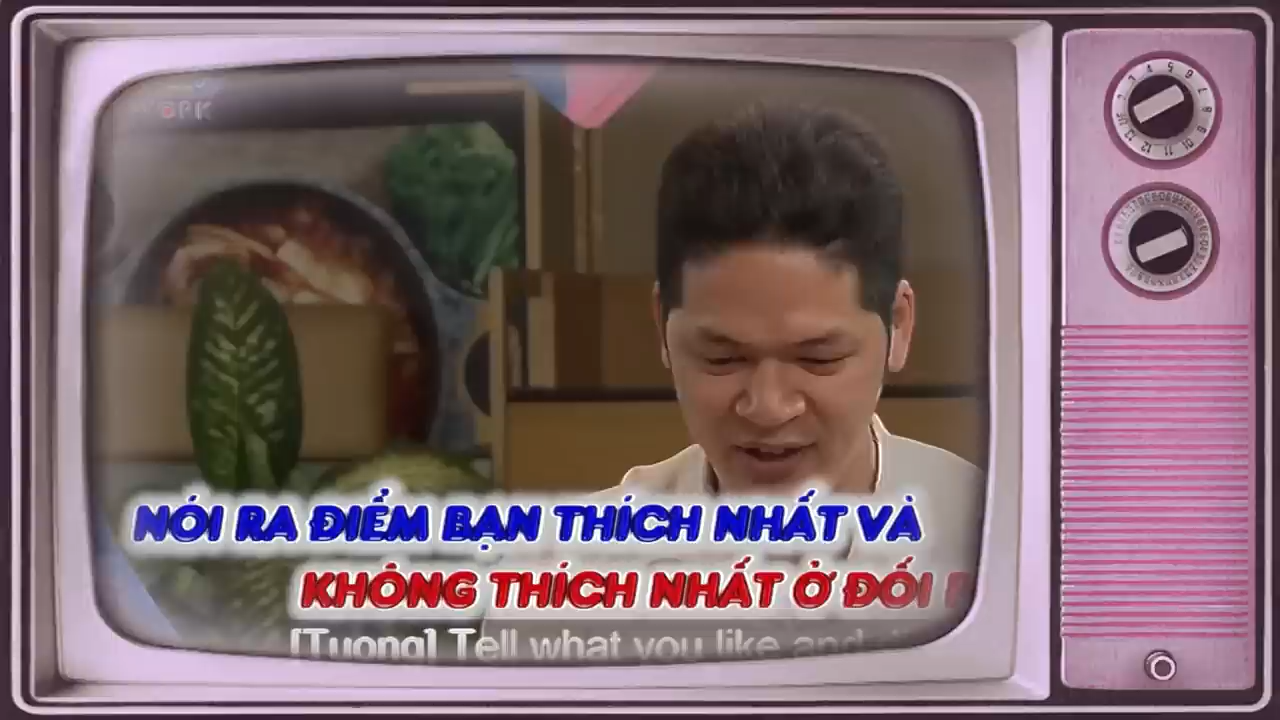 NÓI RA ĐIỂM BẠN THÍCH NHẤT VÀ
KHÔNG THÍCH NHẤT Ở ĐỐI
[Tuong] Tell what you like and